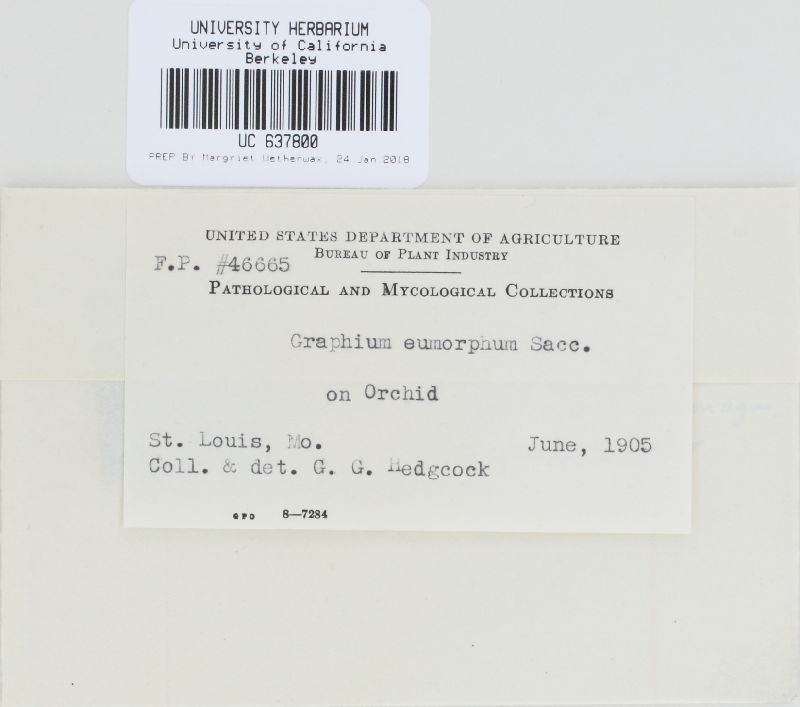 UNIVERSITY HERBARIUM
University of California
Berkeley
UC 637800
PREP BY Margriet Wetherwax, 24 Jan 2018
UNITED STATES DEPARTMENT OF AGRICULTURE
BUREAU OF PLANT INDUSTRY
F.P. #46665
PATHOLOGICAL AND MYCOLOGICAL COLLECTIONS
Graphium eumorphum Sacc.
on Orchid
St. Louis, Mo. June, 1905
Coll. & det. G. G. Hedgcock
GPO 8—7284